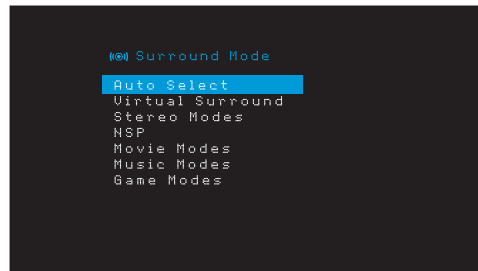 Surround Mode
Auto Select
Virtual Surround
Stereo Modes
NSP
Movie Modes
Music Modes
Game Modes